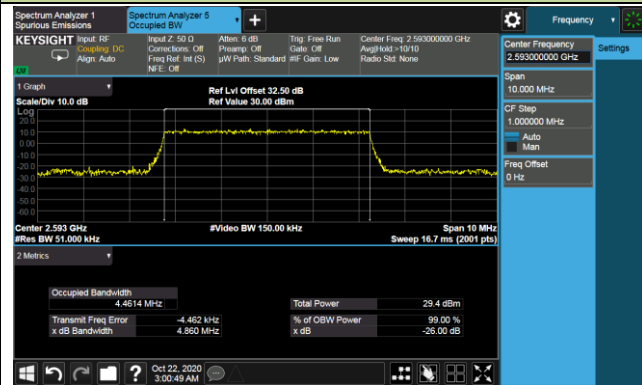 Spectrum Analyzer 1
Spurious Emissions
Spectrum Analyzer 5
Occupied BW
+
Frequency
KEYSIGHT
Input: RF
Coupling: DC
Align: Auto
Input Z: 50 Ω
Corrections: Off
Freq Ref: Int (S)
NFE: Off
Atten: 6 dB
Preamp: Off
µW Path: Standard
Trig: Free Run
Gate: Off
#IF Gain: Low
Center Freq: 2.593000000 GHz
Avg|Hold:>10/10
Radio Std: None
Center Frequency
2.593000000 GHz
Settings
Span
10.000 MHz
CF Step
1.000000 MHz
Auto
Man
Freq Offset
0 Hz
1 Graph
Scale/Div 10.0 dB
Ref Lvl Offset 32.50 dB
Ref Value 30.00 dBm
Log
20.0
10.0
0.00
-10.0
-20.0
-30.0
-40.0
-50.0
-60.0
Center 2.593 GHz
#Res BW 51.000 kHz
#Video BW 150.00 kHz
Span 10 MHz
Sweep 16.7 ms (2001 pts)
2 Metrics
Occupied Bandwidth
4.4614 MHz
Total Power 29.4 dBm
Transmit Freq Error -4.462 kHz
% of OBW Power 99.00 %
x dB Bandwidth 4.860 MHz
x dB -26.00 dB
?
Oct 22, 2020
3:00:49 AM